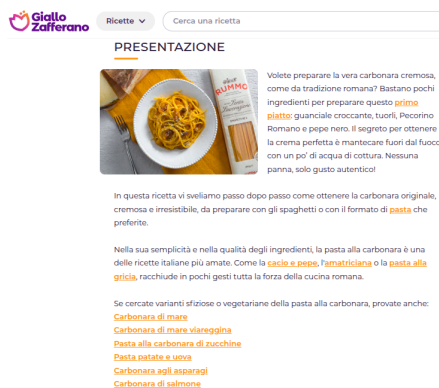 Giallo
Zafferano
Ricette
Cerca una ricetta
PRESENTAZIONE
RUMMO
Volete preparare la vera carbonara cremosa,
come da tradizione romana? Bastano pochi
ingredienti per preparare questo primo
piatto: guanciale croccante, tuorli, Pecorino
Romano e pepe nero. Il segreto per ottenere
la crema perfetta è mantecare fuori dal fuoco
con un po' di acqua di cottura. Nessuna
panna, solo gusto autentico!
In questa ricetta vi sveliamo passo dopo passo come ottenere la carbonara originale,
cremosa e irresistibile, da preparare con gli spaghetti o con il formato di pasta che
preferite.
Nella sua semplicità e nella qualità degli ingredienti, la pasta alla carbonara è una
delle ricette italiane più amate. Come la cacio e pepe, l'amatriciana o la pasta alla
gricia, racchiude in pochi gesti tutta la forza della cucina romana.
Se cercate varianti sfiziose o vegetariane della pasta alla carbonara, provate anche:
Carbonara di mare
Carbonara di mare viareggina
Pasta alla carbonara di zucchine
Pasta patate e uova
Carbonara agli asparagi
Carbonara di salmone